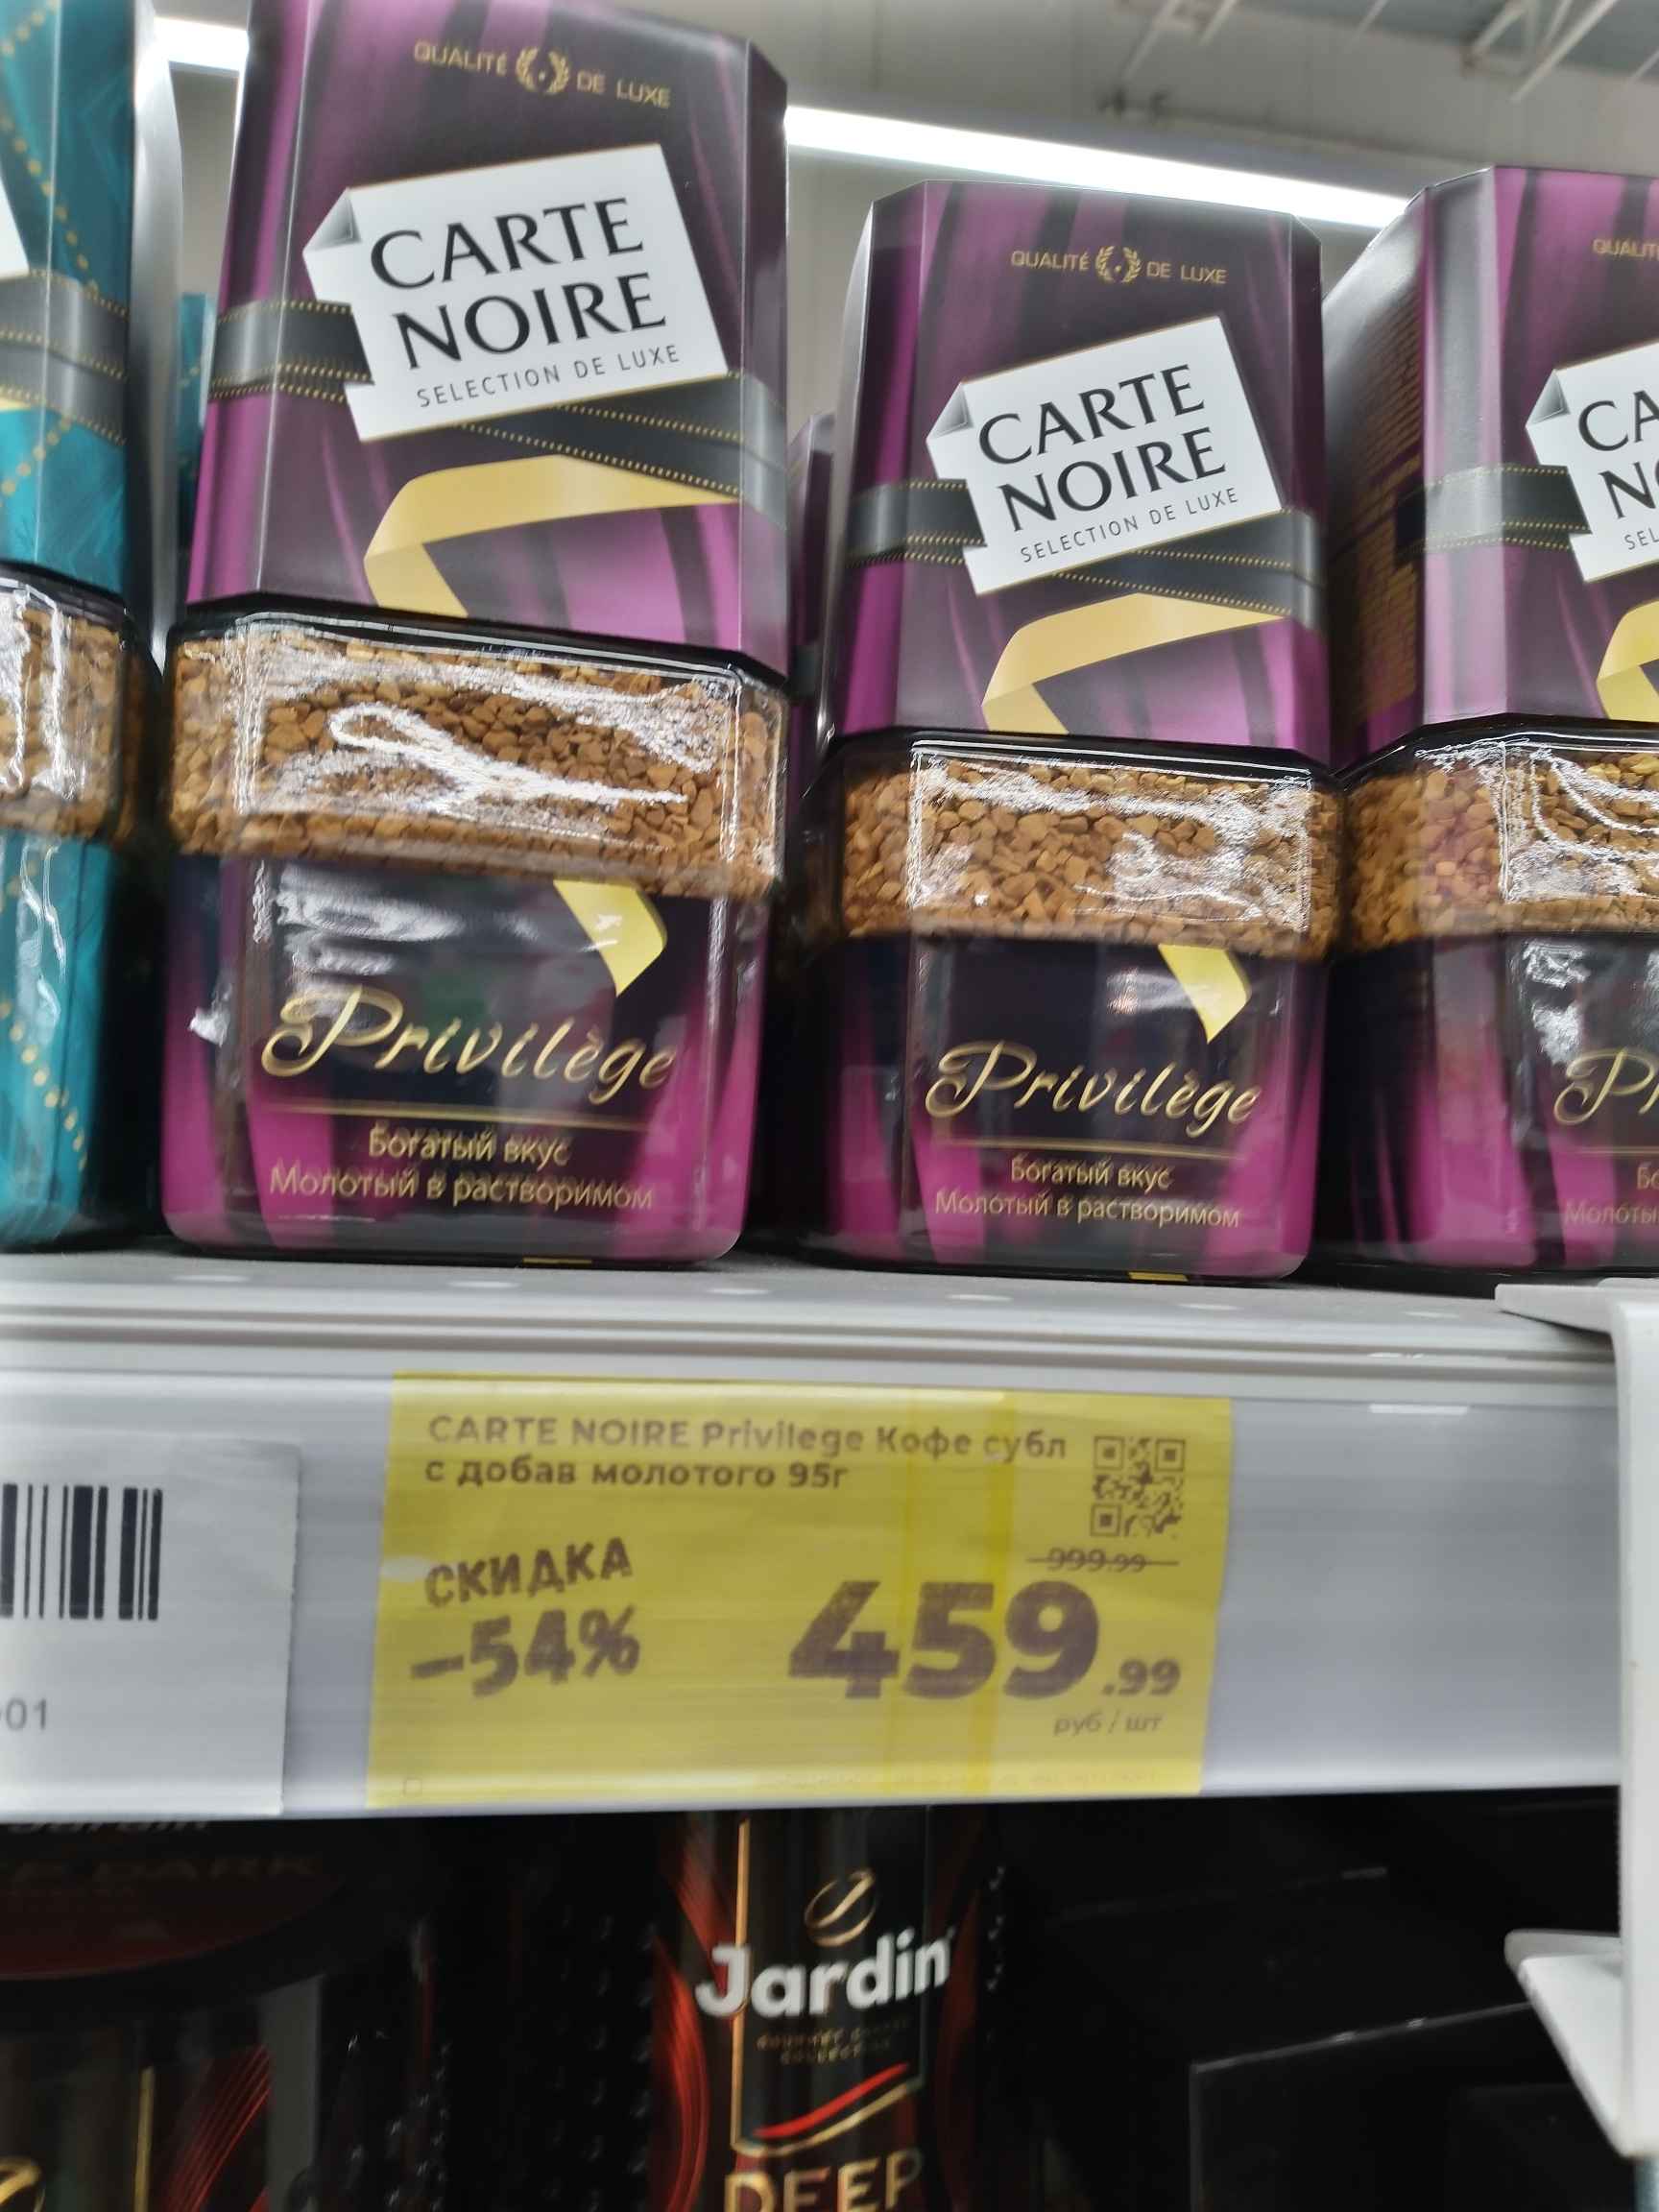 QUALITÉ DE LUXE
CARTE
NOIRE
SELECTION DE LUXE
Privilège
Богатый вкус
Молотый в растворимом
QUALITÉ DE LUXE
CARTE
NOIRE
SELECTION DE LUXE
Privilège
Богатый вкус
Молотый в растворимом
CARTE NOIRE Privilege Кофе субл
с добав молотого 95г
СКИДКА
-54%
999.99
459.99
руб / шт
01
Jardin
DEEP